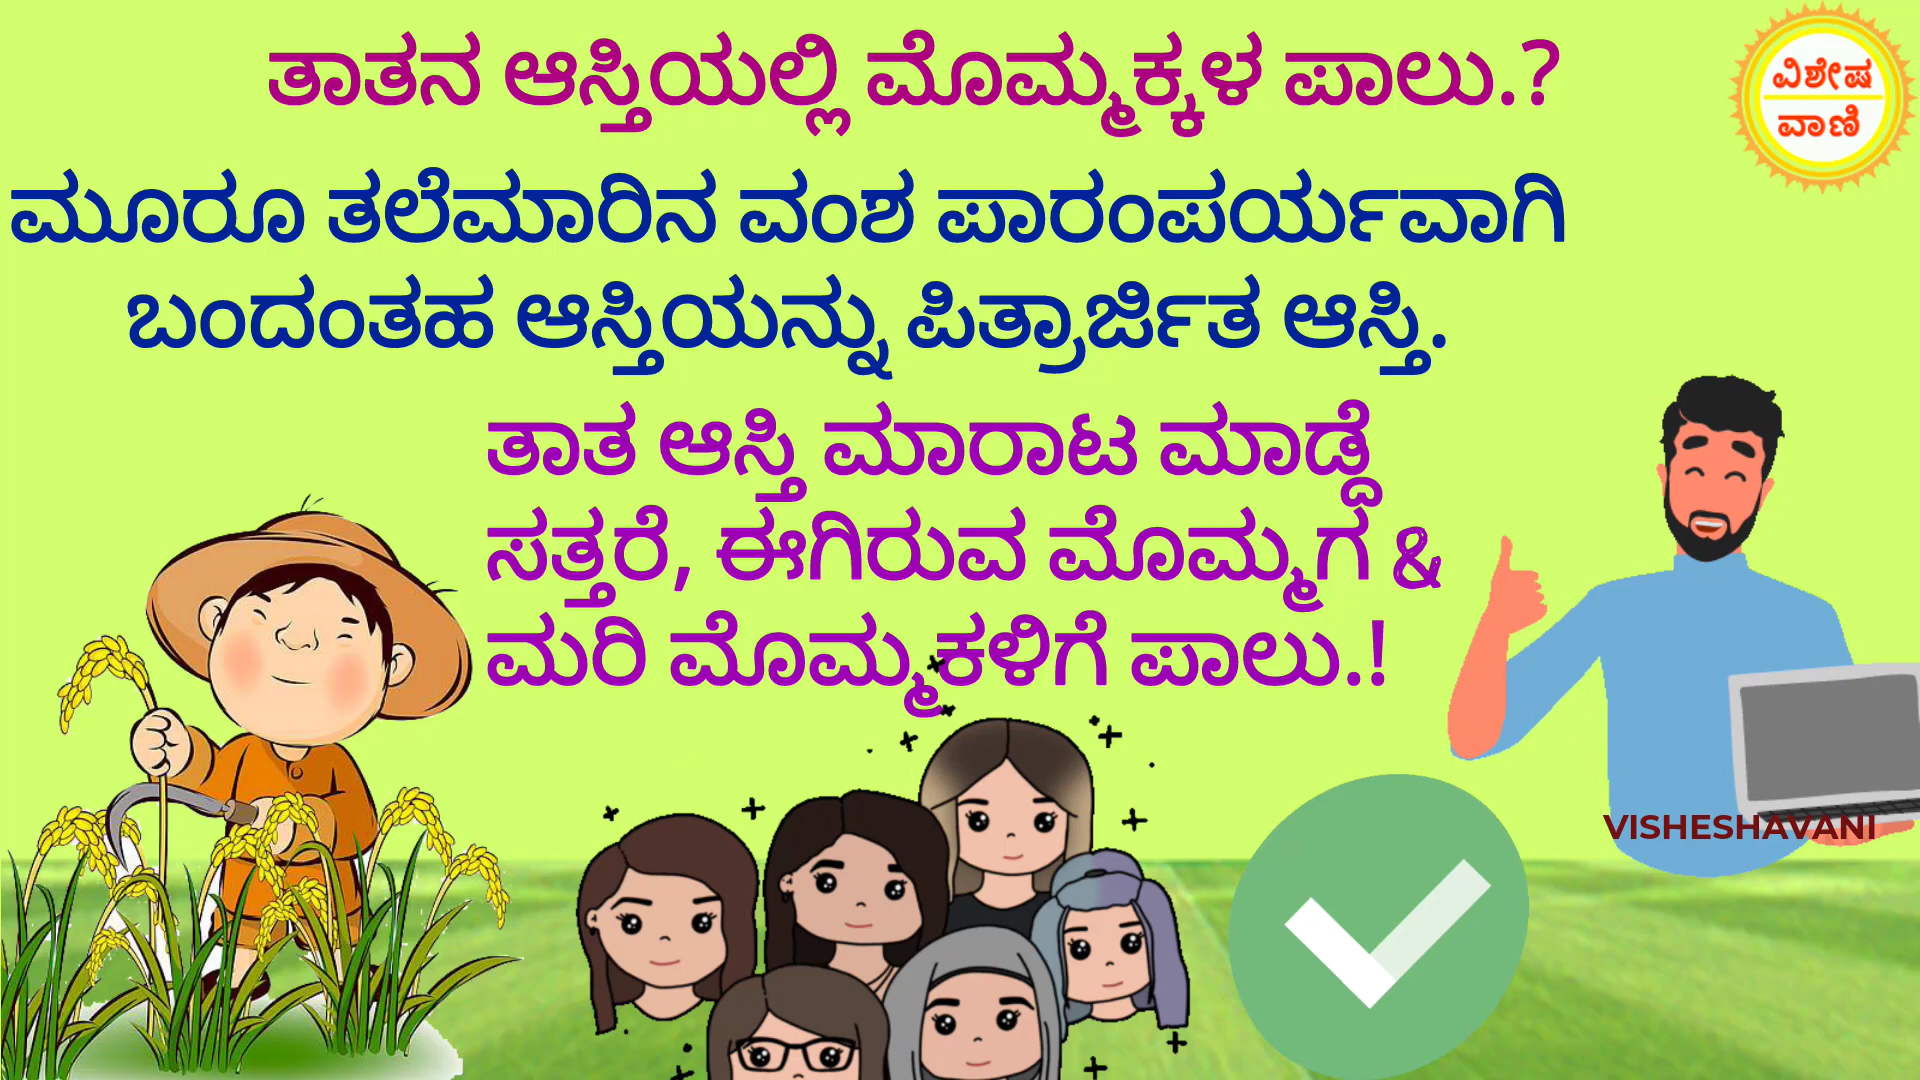 ತಾತನ ಆಸ್ತಿಯಲ್ಲಿ ಮೊಮ್ಮಕ್ಕಳ ಪಾಲು.?
ವಿಶೇಷ
ವಾಣಿ
ಮೂರೂ ತಲೆಮಾರಿನ ವಂಶ ಪಾರಂಪರ್ಯವಾಗಿ
ಬಂದಂತಹ ಆಸ್ತಿಯನ್ನು ಪಿತ್ರಾರ್ಜಿತ ಆಸ್ತಿ.
ತಾತ ಆಸ್ತಿ ಮಾರಾಟ ಮಾಡ್ದೆ
ಸತ್ತರೆ, ಈಗಿರುವ ಮೊಮ್ಮಗ &
ಮರಿ ಮೊಮ್ಮಕಳಿಗೆ ಪಾಲು.!
VISHESHAVANI